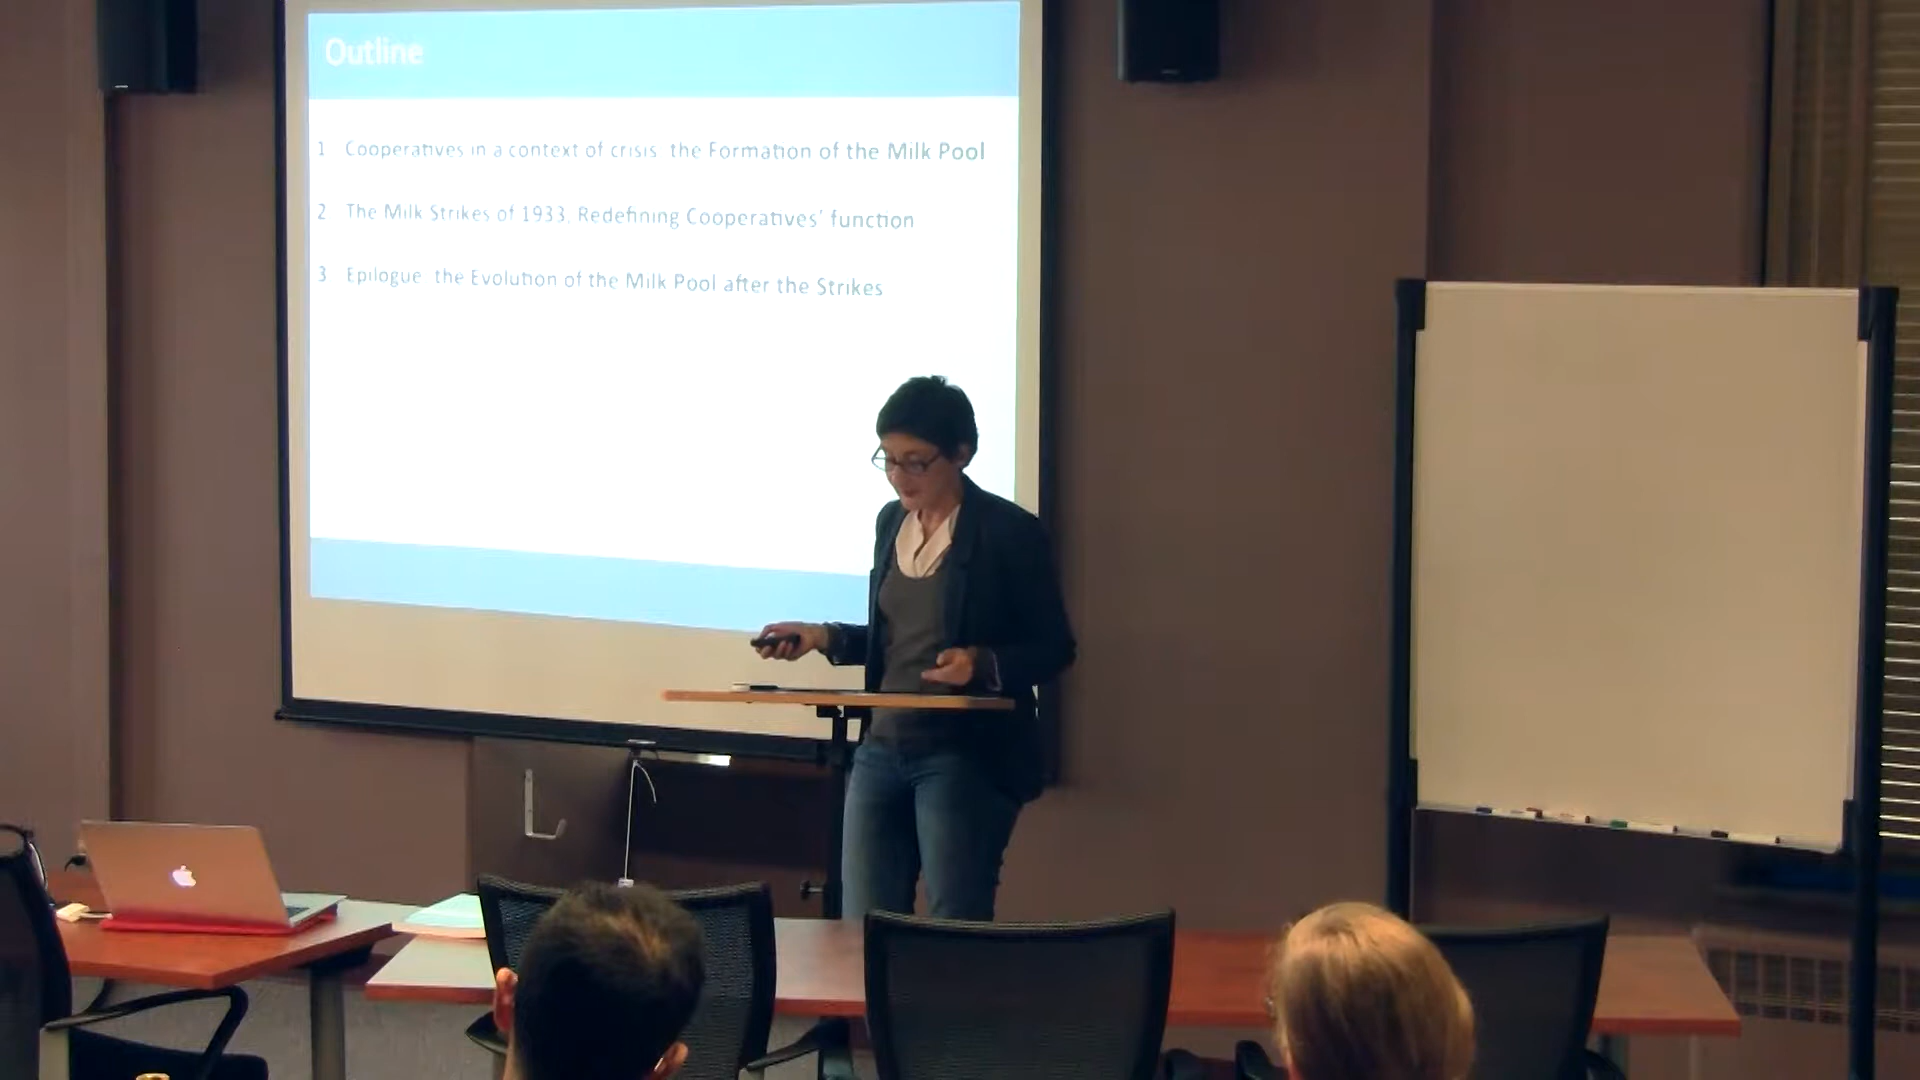 Outline
1 Cooperatives in a context of crisis the Formation of the Milk Pool
2 The Milk Strikes of 1933, Redefining Cooperatives' function
3 Epilogue the Evolution of the Milk Pool after the Strikes